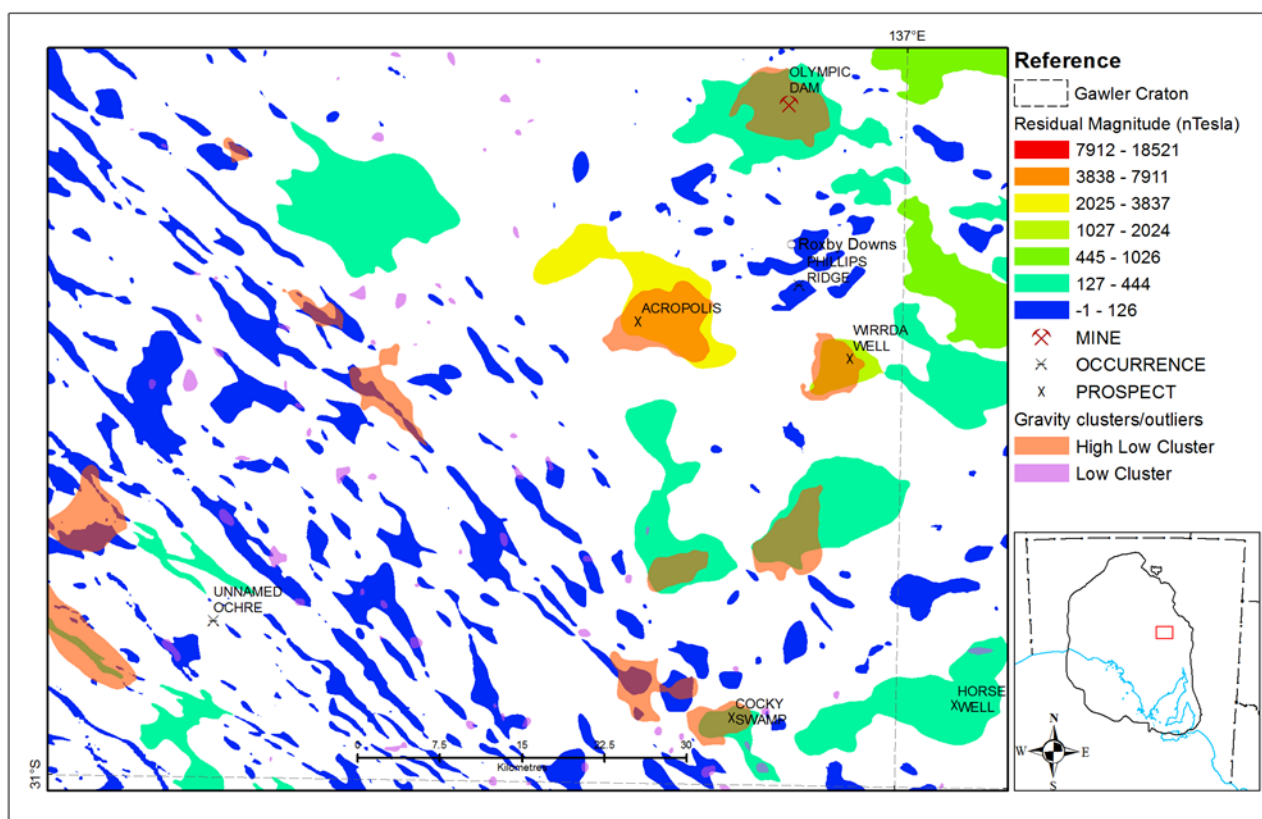 137°E
OLYMPIC
DAM
Roxby Downs
PHILLIPS
RIDGE
ACROPOLIS
WIRRDA
WELL
UNNAMED
OCHRE
COCKY
SWAMP
HORSE
WELL
0 7.5 15 22.5 30
Kilometres
31°S
Reference
Gawler Craton
Residual Magnitude (nTesla)
7912 - 18521
3838 - 7911
2025 - 3837
1027 - 2024
445 - 1026
127 - 444
-1 - 126
MINE
OCCURRENCE
PROSPECT
Gravity clusters/outliers
High Low Cluster
Low Cluster
N
W E
S